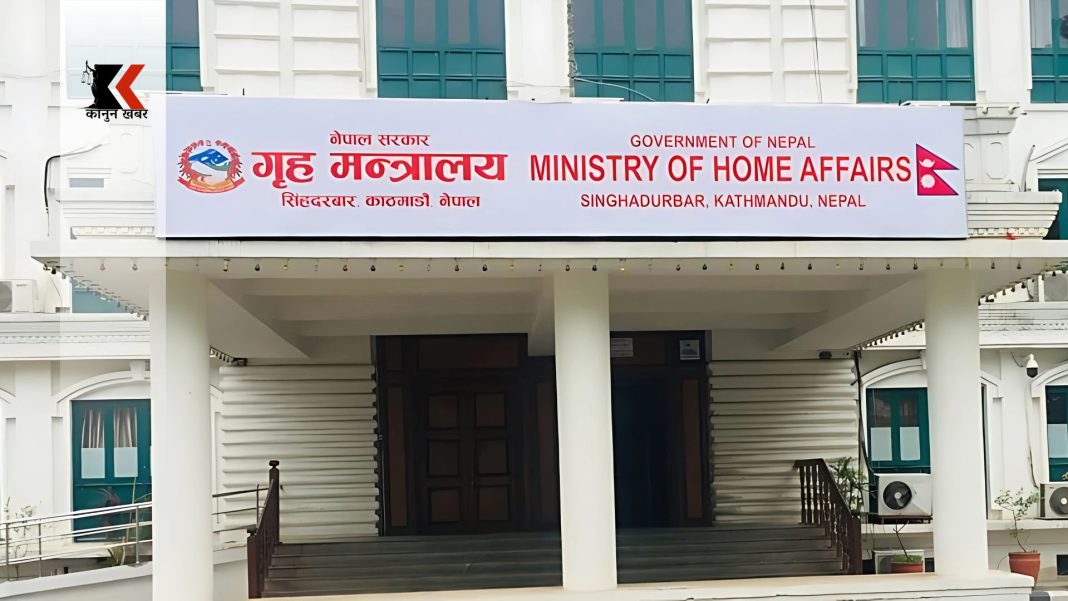 कानुन खबर
नेपाल सरकार
गृह मन्त्रालय
सिंहदरबार, काठमाडौं, नेपाल
GOVERNMENT OF NEPAL
MINISTRY OF HOME AFFAIRS
SINGHADURBAR, KATHMANDU, NEPAL